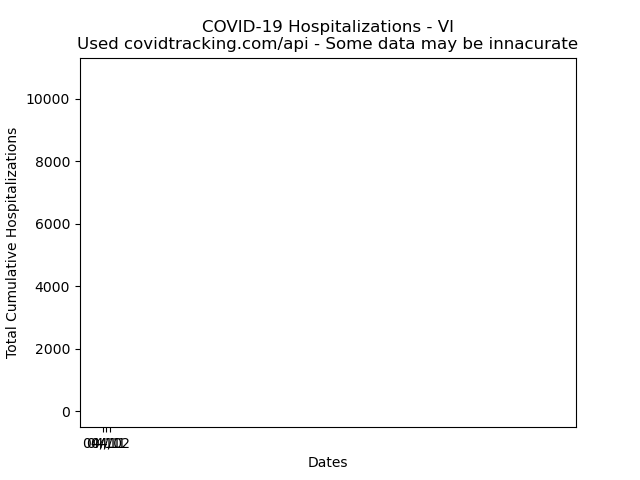 COVID-19 Hospitalizations - VI
Used covidtracking.com/api - Some data may be innacurate
Total Cumulative Hospitalizations
10000
8000
6000
4000
2000
0
Dates